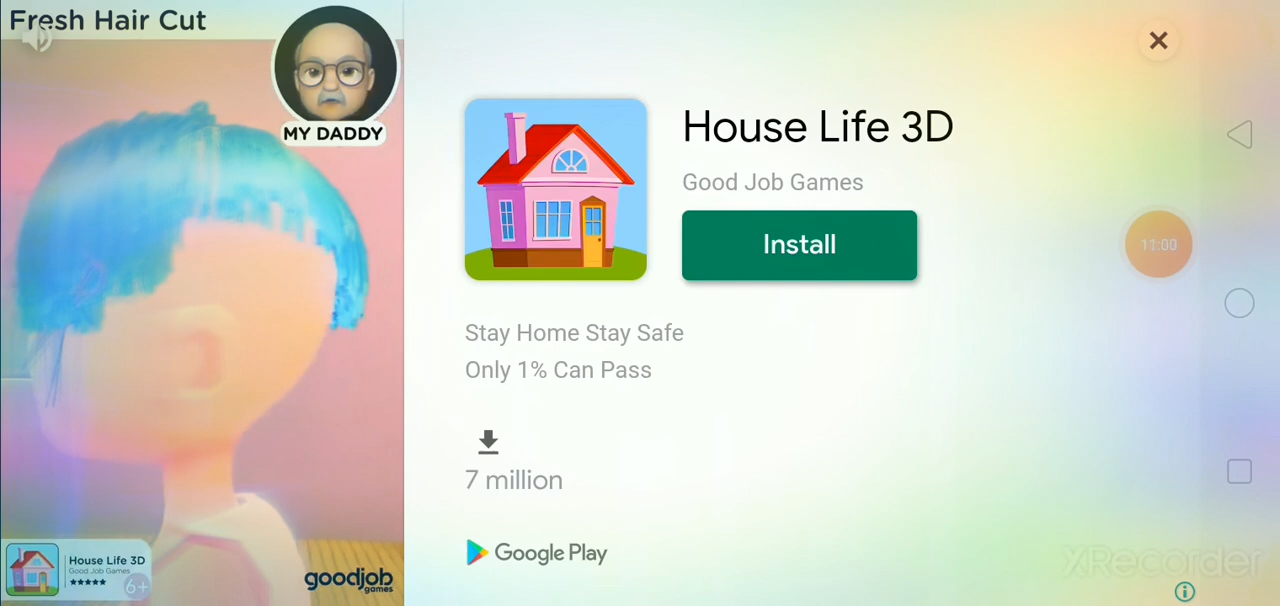 Fresh Hair Cut
MY DADDY
House Life 3D
Good Job Games
6+
goodjob
games
House Life 3D
Good Job Games
Install
Stay Home Stay Safe
Only 1% Can Pass
7 million
Google Play
11:00
XRecorder